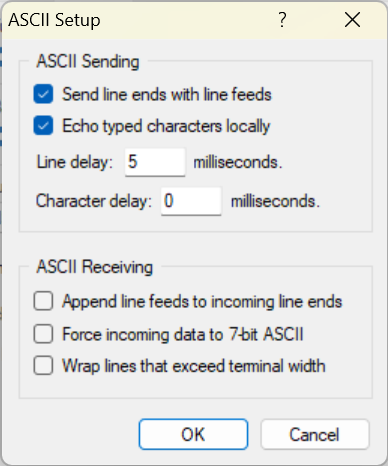 ASCII Setup ?
ASCII Sending
Send line ends with line feeds
Echo typed characters locally
Line delay: 5 milliseconds.
Character delay: 0 milliseconds.
ASCII Receiving
Append line feeds to incoming line ends
Force incoming data to 7-bit ASCII
Wrap lines that exceed terminal width
OK Cancel